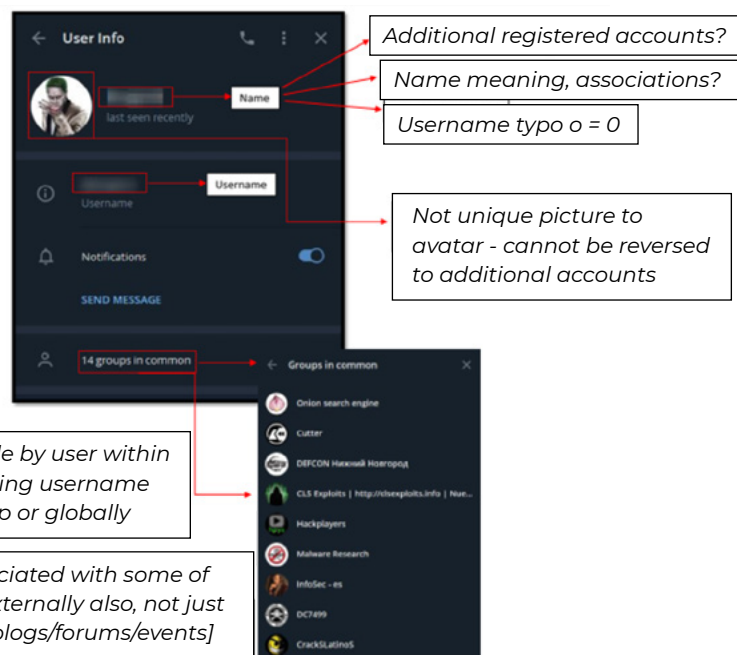 User Info
Name
last seen recently
Username
Username
Notifications
SEND MESSAGE
14 groups in common
Additional registered accounts?
Name meaning, associations?
Username typo o = 0
Not unique picture to
avatar - cannot be reversed
to additional accounts
Groups in common
Onion search engine
Cutter
DEFCON Нижний Новгород
CLS Exploits | http://clsexploits.info | Nue...
Hackplayers
Malware Research
InfoSec - es
DC7499
CrackSLatinoS
le by user within
ing username
p or globally
ciated with some of
xternally also, not just
blogs/forums/events]